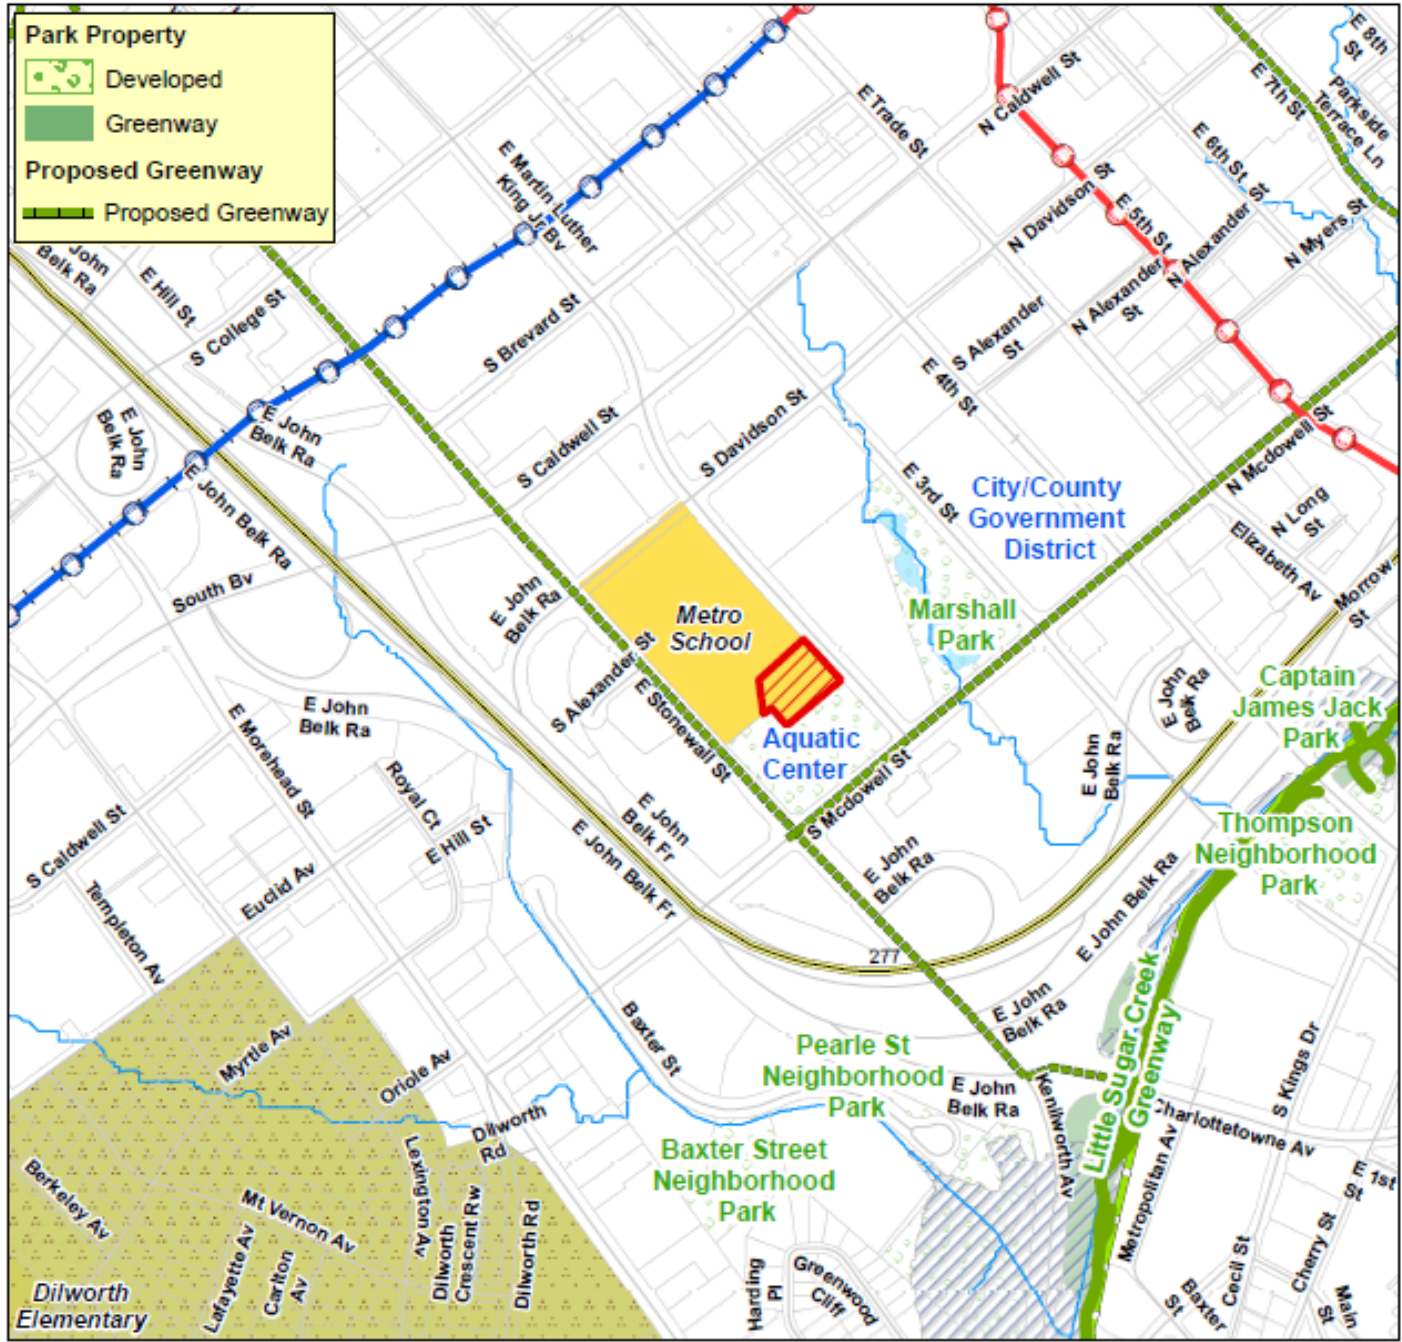 Park Property
Developed
Greenway
Proposed Greenway
Proposed Greenway
E 8th
St
Parkside
Terrace Ln
E 7th St
N Caldwell St
E Trade St
E 6th St
St
E Martin Luther
King Jr Bv
N Davidson St
E 5th St
N Alexander
N Myers St
John
Belk Ra
E Hill St
S College St
S Brevard St
S Alexander
St
N Alexander
St
E 4th St
E John
Belk Ra
E John
Belk Ra
S Caldwell St
S Davidson St
N Mcdowell St
E 3rd St
City/County
Government
District
N Long
St
Elizabeth Av
E John Belk Ra
South Bv
E John
Belk Ra
Metro
School
Marshall
Park
Morrow
St
S Alexander St
E Stonewall St
E John
Belk Ra
Captain
James Jack
Park
E John
Belk Ra
E Morehead St
Aquatic
Center
E John
Belk Ra
Royal Ct
E Hill St
S Mcdowell St
S Caldwell St
E John
Belk Fr
E John Belk Fr
E John
Belk Ra
Thompson
Neighborhood
Park
Euclid Av
Templeton Av
277
E John Belk Ra
E John
Belk Ra
Little Sugar Creek
Greenway
Baxter St
Myrtle Av
Oriole Av
Pearle St
Neighborhood
Park
E John
Belk Ra
Kenilworth Av
S Kings Dr
Charlottetowne Av
Dilworth
Rd
Baxter Street
Neighborhood
Park
Metropolitan Av
E 1st
St
Berkeley Av
Mt Vernon Av
Lexington Av
Dilworth
Crescent Rw
Dilworth Rd
Lafayette Av
Carlton
Av
Harding
Pl
Greenwood
Cliff
Baxter
St
Cecil St
Cherry St
Main
St
Dilworth
Elementary